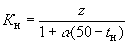 Kн = z / (1 + a(50 − tн)